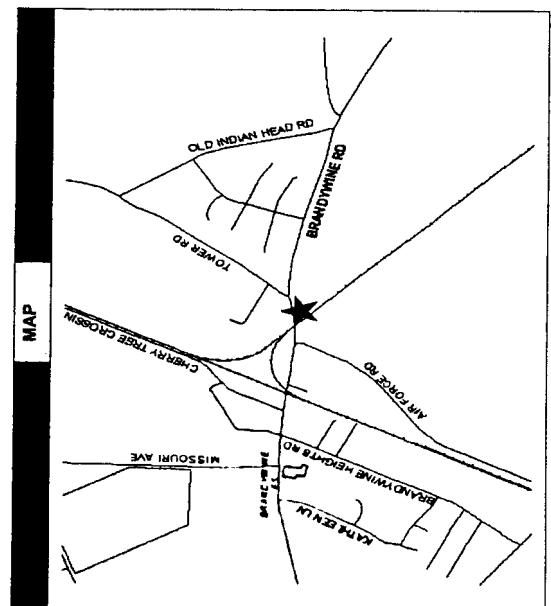 MAP
OLD INDIAN HEAD RD
BRANDYWINE RD
TOWER RD
CHERRY TREE CROSSIN
AIR FORCE RD
MISSOURI AVE
BRANDYWINE HEIGHTS RD
KATHLEEN LN